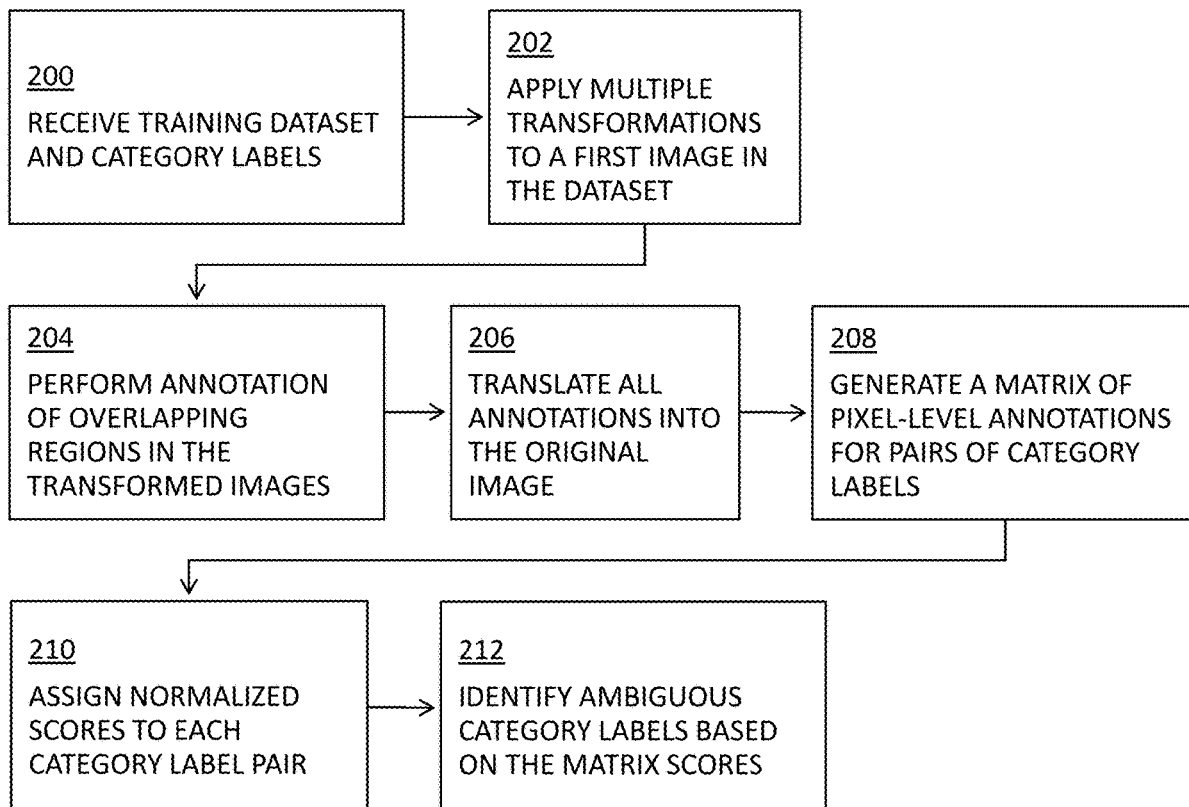 200
RECEIVE TRAINING DATASET
AND CATEGORY LABELS
202
APPLY MULTIPLE
TRANSFORMATIONS
TO A FIRST IMAGE IN
THE DATASET
204
PERFORM ANNOTATION
OF OVERLAPPING
REGIONS IN THE
TRANSFORMED IMAGES
206
TRANSLATE ALL
ANNOTATIONS INTO
THE ORIGINAL
IMAGE
208
GENERATE A MATRIX OF
PIXEL-LEVEL ANNOTATIONS
FOR PAIRS OF CATEGORY
LABELS
210
ASSIGN NORMALIZED
SCORES TO EACH
CATEGORY LABEL PAIR
212
IDENTIFY AMBIGUOUS
CATEGORY LABELS BASED
ON THE MATRIX SCORES